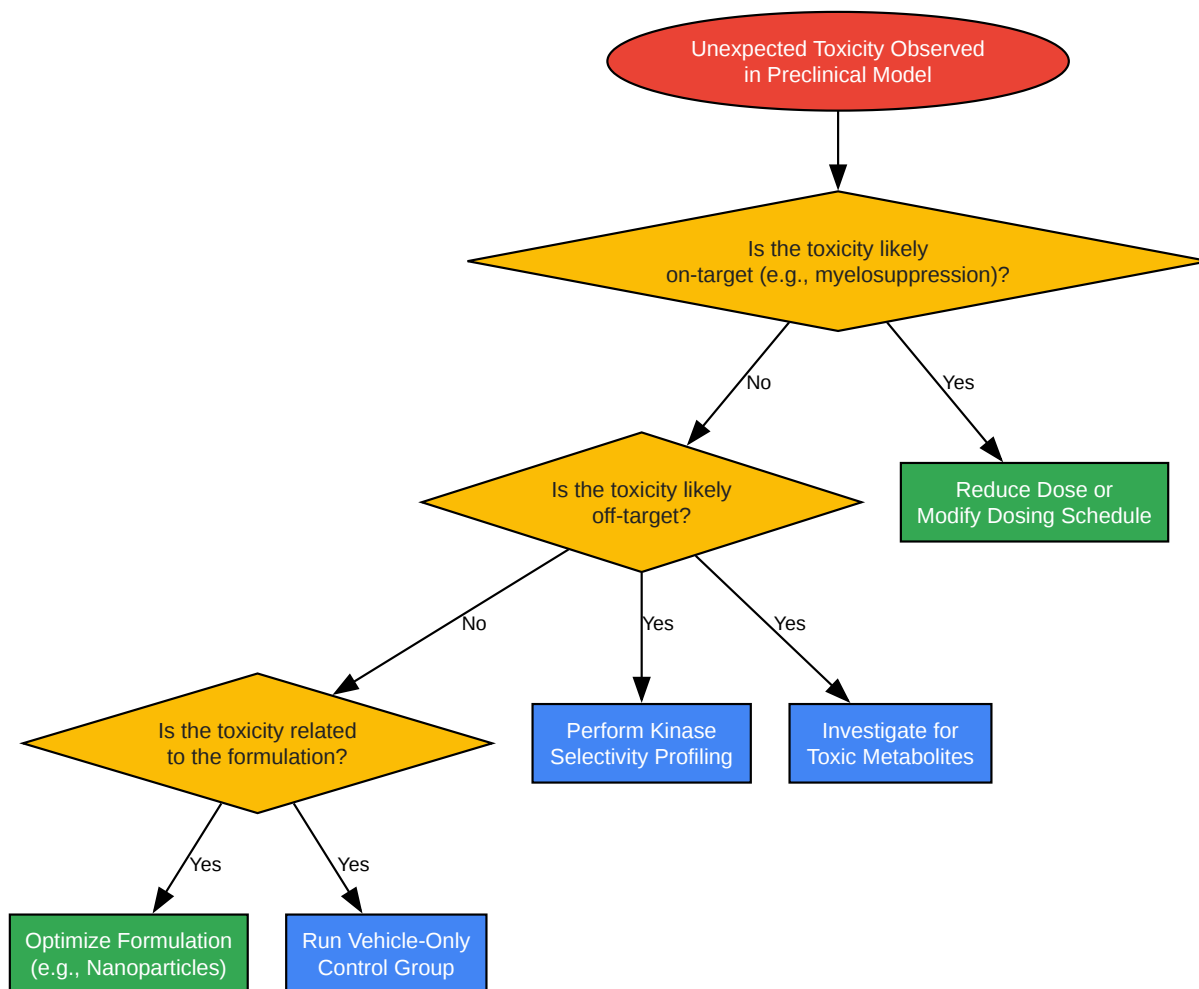 Unexpected Toxicity Observed
in Preclinical Model
Is the toxicity likely
on-target (e.g., myelosuppression)?
No
Yes
Is the toxicity likely
off-target?
Reduce Dose or
Modify Dosing Schedule
No
Yes
Yes
Is the toxicity related
to the formulation?
Perform Kinase
Selectivity Profiling
Investigate for
Toxic Metabolites
Yes
Yes
Optimize Formulation
(e.g., Nanoparticles)
Run Vehicle-Only
Control Group